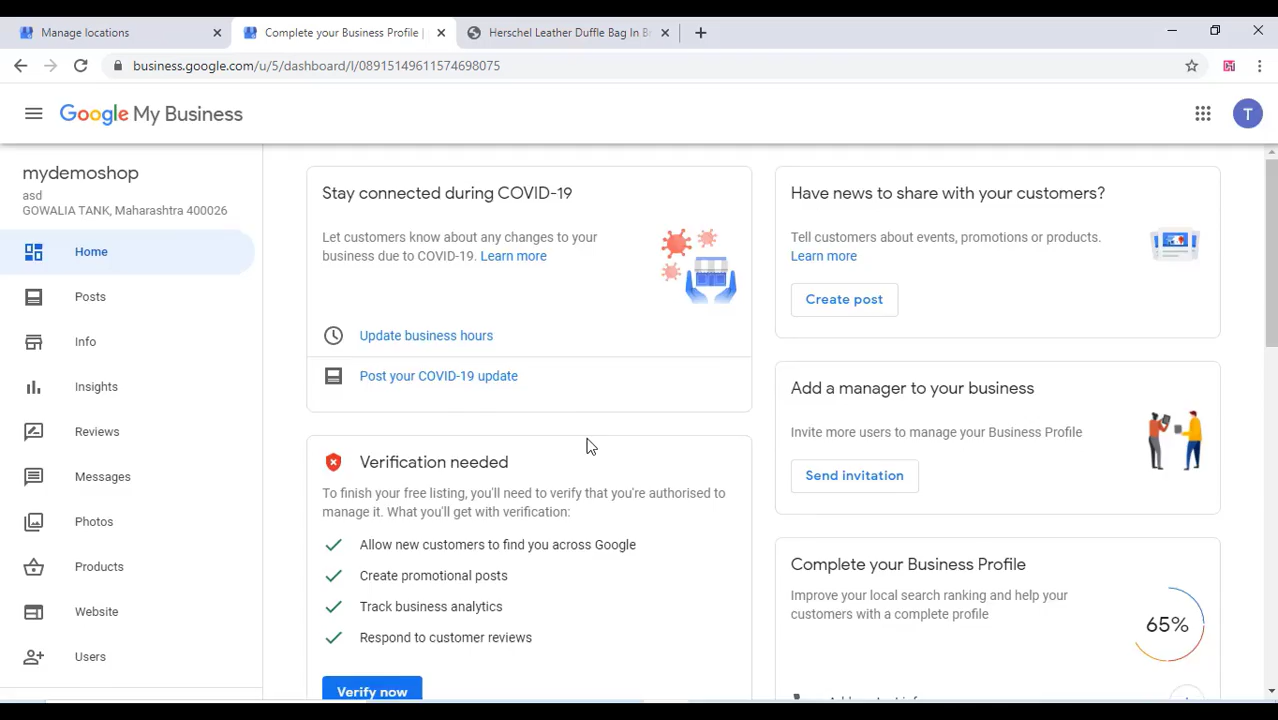 Manage locations
Complete your Business Profile |
Herschel Leather Duffle Bag In B
business.google.com/u/5/dashboard/l/08915149611574698075
Google My Business
T
mydemoshop
asd
GOWALIA TANK, Maharashtra 400026
Home
Posts
Info
Insights
Reviews
Messages
Photos
Products
Website
Users
Stay connected during COVID-19
Let customers know about any changes to your
business due to COVID-19. Learn more
Update business hours
Post your COVID-19 update
Verification needed
To finish your free listing, you'll need to verify that you're authorised to
manage it. What you'll get with verification:
Allow new customers to find you across Google
Create promotional posts
Track business analytics
Respond to customer reviews
Verify now
Have news to share with your customers?
Tell customers about events, promotions or products.
Learn more
Create post
Add a manager to your business
Invite more users to manage your Business Profile
Send invitation
Complete your Business Profile
Improve your local search ranking and help your
customers with a complete profile
65%